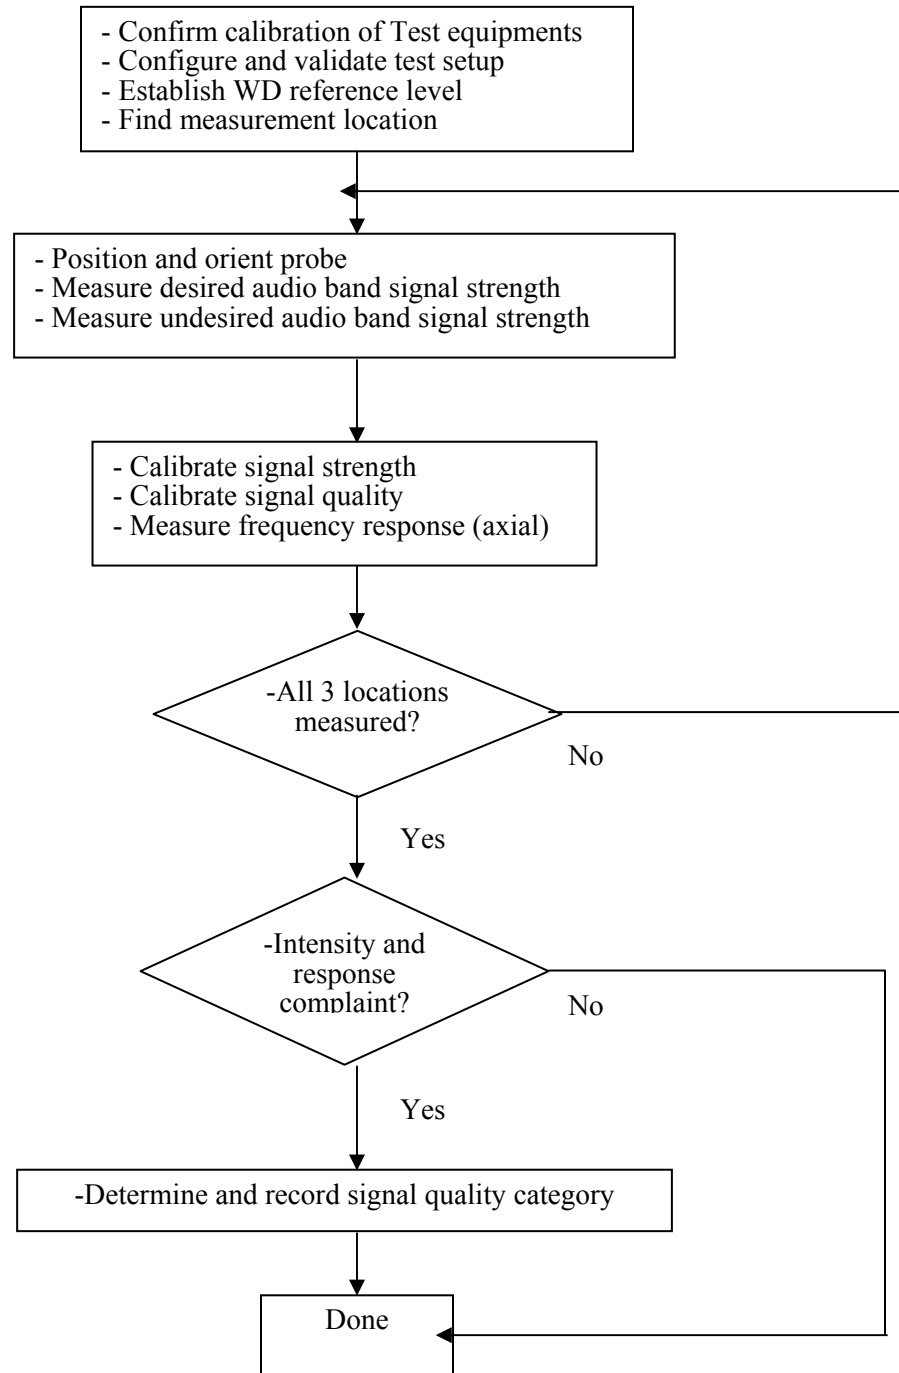 - Confirm calibration of Test equipments
- Configure and validate test setup
- Establish WD reference level
- Find measurement location
- Position and orient probe
- Measure desired audio band signal strength
- Measure undesired audio band signal strength
- Calibrate signal strength
- Calibrate signal quality
- Measure frequency response (axial)
-All 3 locations
measured?
No
Yes
-Intensity and
response
complaint?
No
Yes
-Determine and record signal quality category
Done